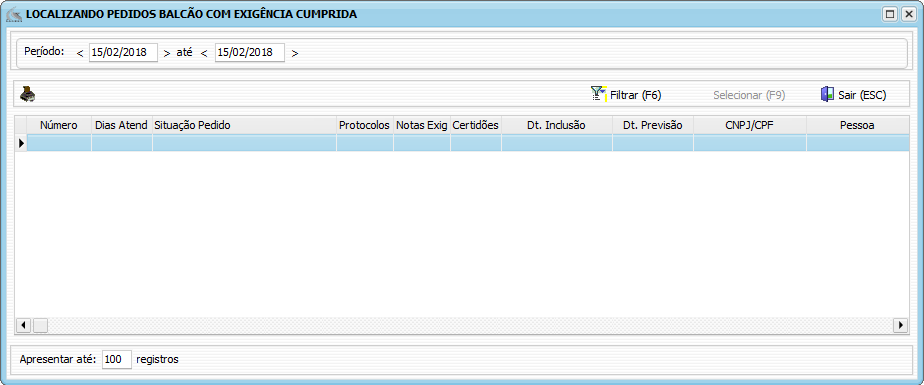 LOCALIZANDO PEDIDOS BALCÃO COM EXIGÊNCIA CUMPRIDA
Período: < 15/02/2018 > até < 15/02/2018 >
Filtrar (F6) Selecionar (F9) Sair (ESC)
Número Dias Atend Situação Pedido Protocolos Notas Exig Certidões Dt. Inclusão Dt. Previsão CNPJ/CPF Pessoa
Apresentar até: 100 registros